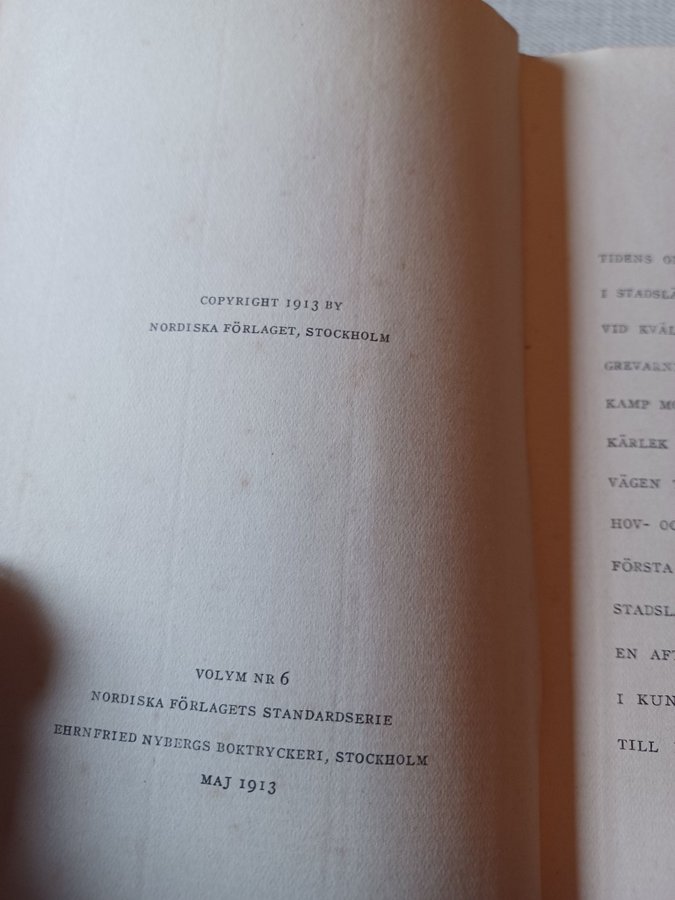 COPYRIGHT 1913 BY
NORDISKA FÖRLAGET, STOCKHOLM
VOLYM NR 6
NORDISKA FÖRLAGETS STANDARDSERIE
EHRNFRIED NYBERGS BOKTRYCKERI, STOCKHOLM
MAJ 1913
TIDENS
I
VID
KAMP
KÄRLEK
VÄGEN
HOV-
FÖRSTA
EN
I
TILL